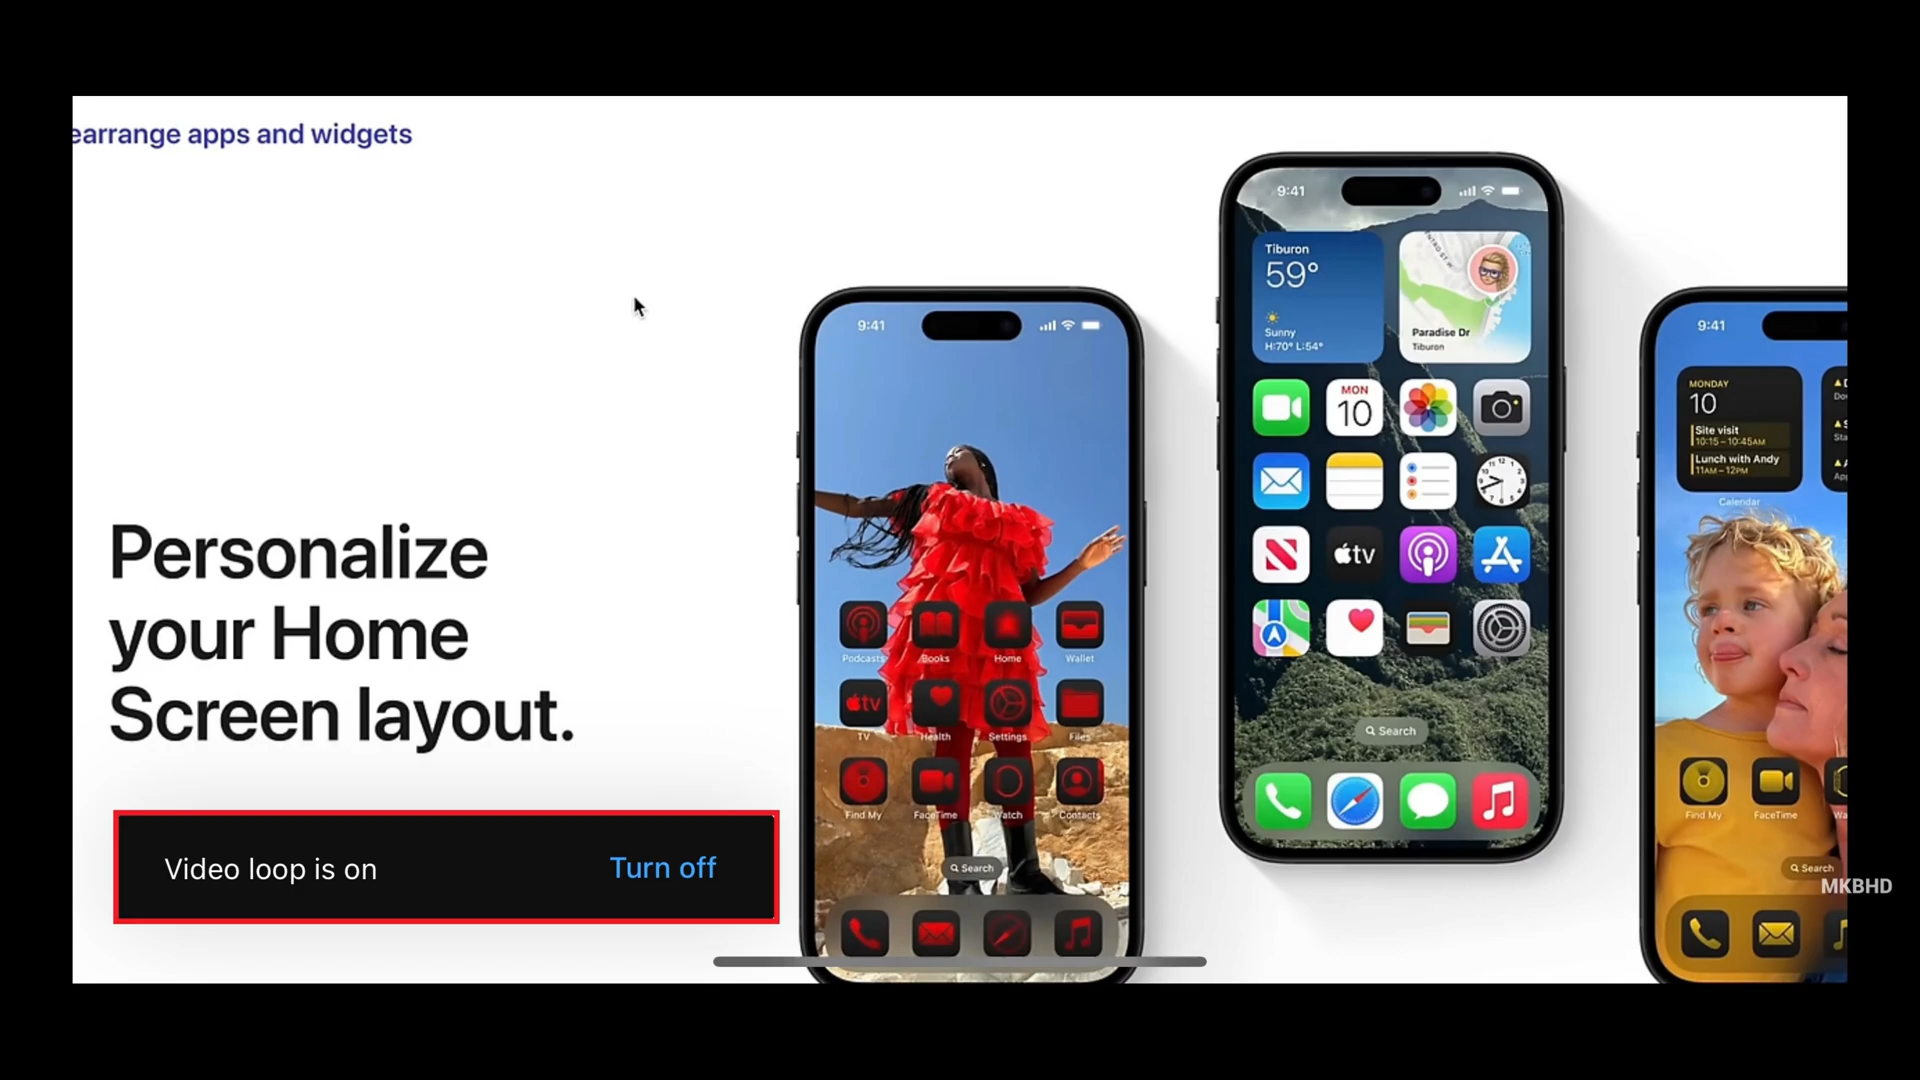 earrange apps and widgets
Personalize
your Home
Screen layout.
Video loop is on
Turn off
9:41
Podcasts
Books
Home
Wallet
tv
TV
Health
Settings
Files
Find My
FaceTime
Watch
Contacts
Search
9:41
Tiburon
59°
Sunny
H:70° L:54°
Paradise Dr
Tiburon
MON
10
tv
Search
9:41
MONDAY
10
Site visit
10:15 – 10:45AM
Lunch with Andy
11AM – 12PM
Calendar
Find My
FaceTime
Wa
Search
MKBHD